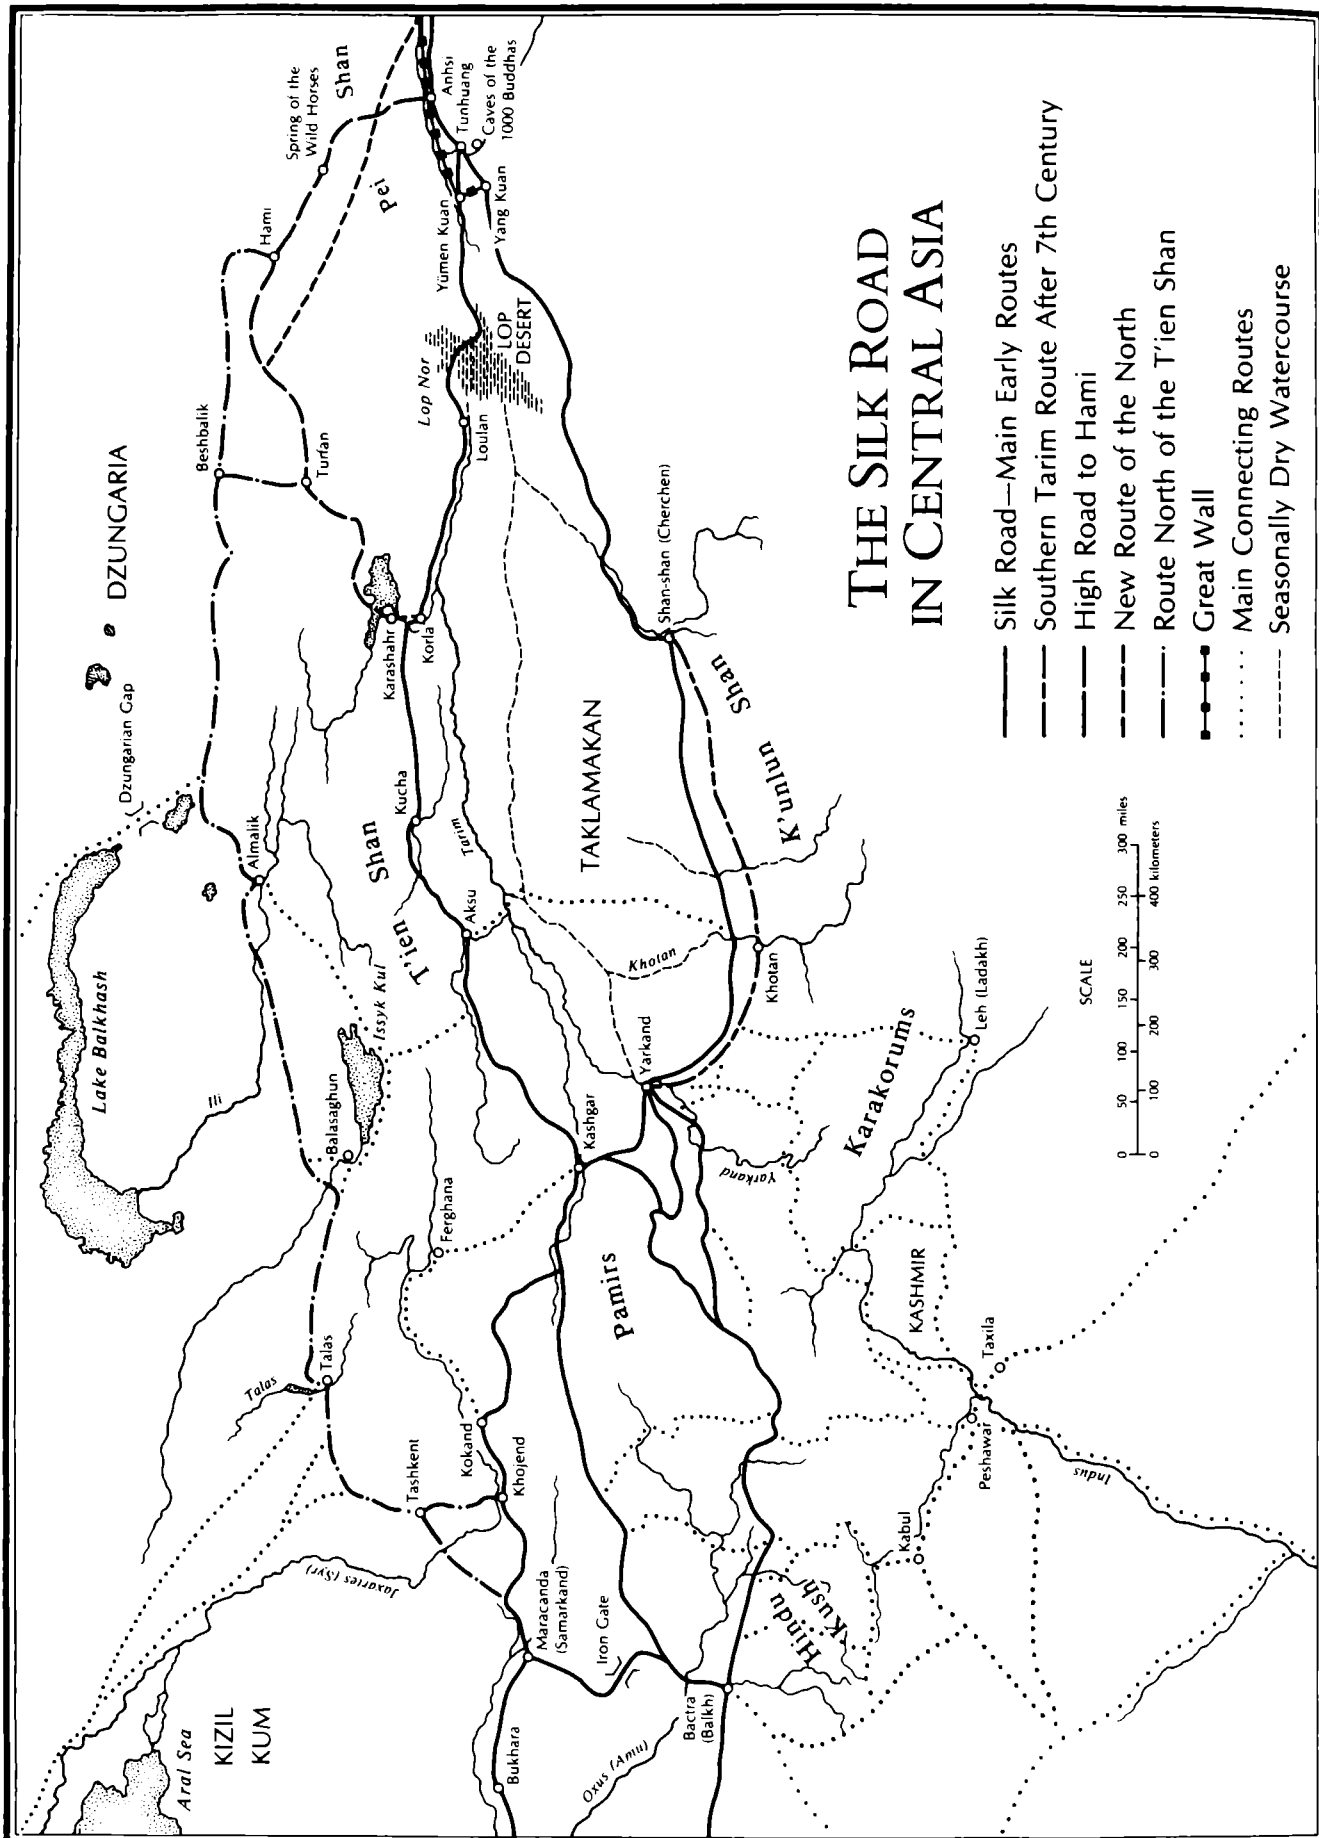 Aral Sea
KIZIL
KUM
Lake Balkhash
Dzungarian Gap
DZUNGARIA
Beshbalik
Hami
Spring of the
Wild Horses
Pei
Shan
Turfan
Almalik
Ili
Issyk Kul
Balasaghun
Talas
Talas
Tashkent
Jaxartes (Syr)
Ferghana
Kokand
Khojend
Maracanda
(Samarkand)
Iron Gate
Bukhara
Oxus (Amu)
Bactra
(Balkh)
T'ien
Shan
Karashahr
Korla
Kucha
Aksu
Tarim
Kashgar
Yarkand
Pamirs
Loulan
Lop Nor
LOP
DESERT
Yümen Kuan
Yang Kuan
Anhsi
Tunhuang
Caves of the
1000 Buddhas
TAKLAMAKAN
Khotan
Khotan
Shan-shan (Cherchen)
K'unlun
Shan
Yarkand
Karakorums
Leh (Ladakh)
KASHMIR
Taxila
Peshawar
Kabul
Indus
Hindu
Kush
THE SILK ROAD
IN CENTRAL ASIA
Silk Road—Main Early Routes
Southern Tarim Route After 7th Century
High Road to Hami
New Route of the North
Route North of the T'ien Shan
Great Wall
Main Connecting Routes
Seasonally Dry Watercourse
SCALE
0 50 100 150 200 250 300 miles
0 100 200 300 400 kilometers